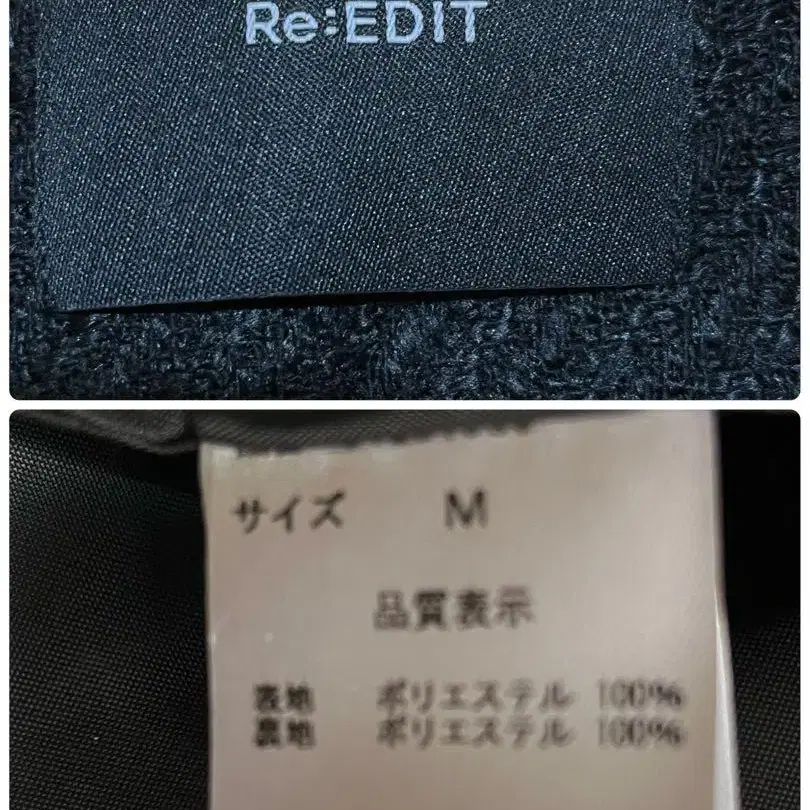 Re:EDIT
サイズ M
品質表示
表地 ポリエステル 100%
裏地 ポリエステル 100%